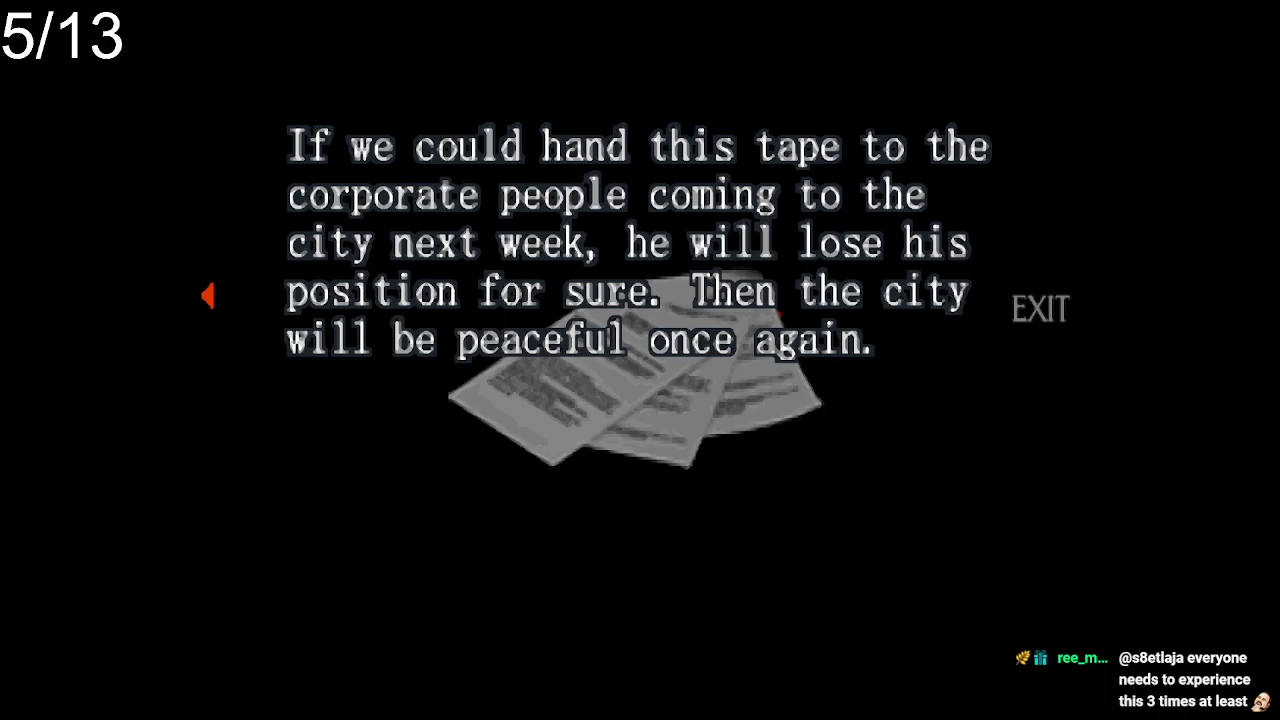 5/13
If we could hand this tape to the
corporate people coming to the
city next week, he will lose his
position for sure. Then the city
will be peaceful once again.
EXIT
ree_m... @s8etlaja everyone
needs to experience
this 3 times at least